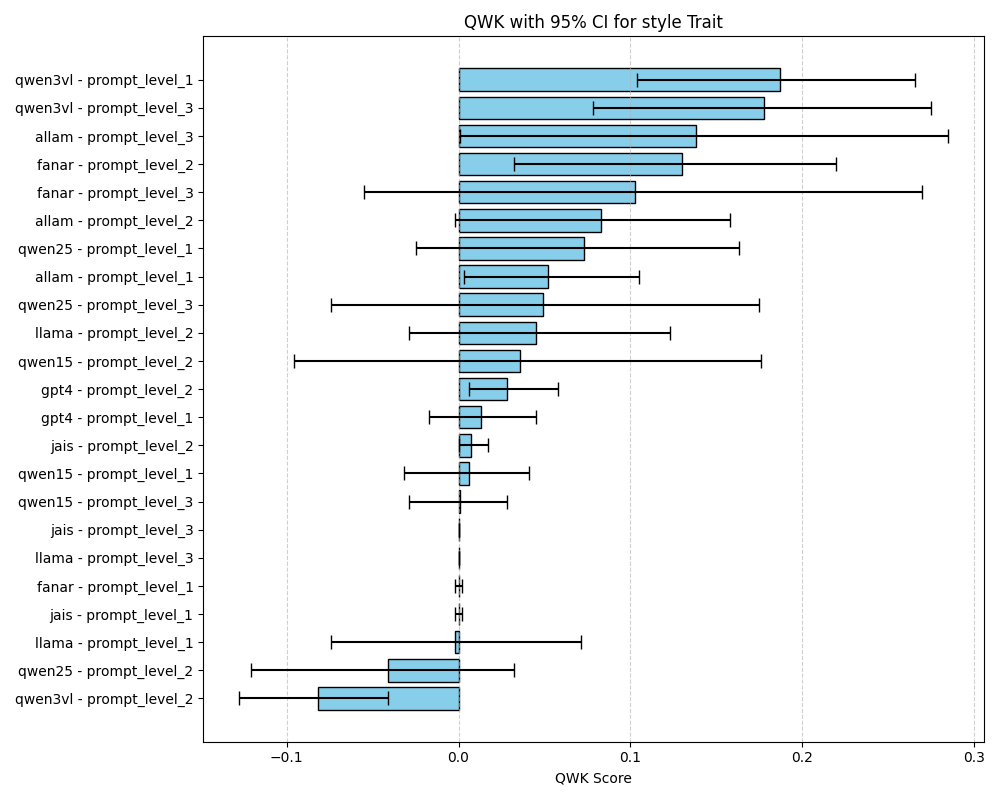 QWK with 95% CI for style Trait
qwen3vl - prompt_level_1
qwen3vl - prompt_level_3
allam - prompt_level_3
fanar - prompt_level_2
fanar - prompt_level_3
allam - prompt_level_2
qwen25 - prompt_level_1
allam - prompt_level_1
qwen25 - prompt_level_3
llama - prompt_level_2
qwen15 - prompt_level_2
gpt4 - prompt_level_2
gpt4 - prompt_level_1
jais - prompt_level_2
qwen15 - prompt_level_1
qwen15 - prompt_level_3
jais - prompt_level_3
llama - prompt_level_3
fanar - prompt_level_1
jais - prompt_level_1
llama - prompt_level_1
qwen25 - prompt_level_2
qwen3vl - prompt_level_2
−0.1 0.0 0.1 0.2 0.3
QWK Score